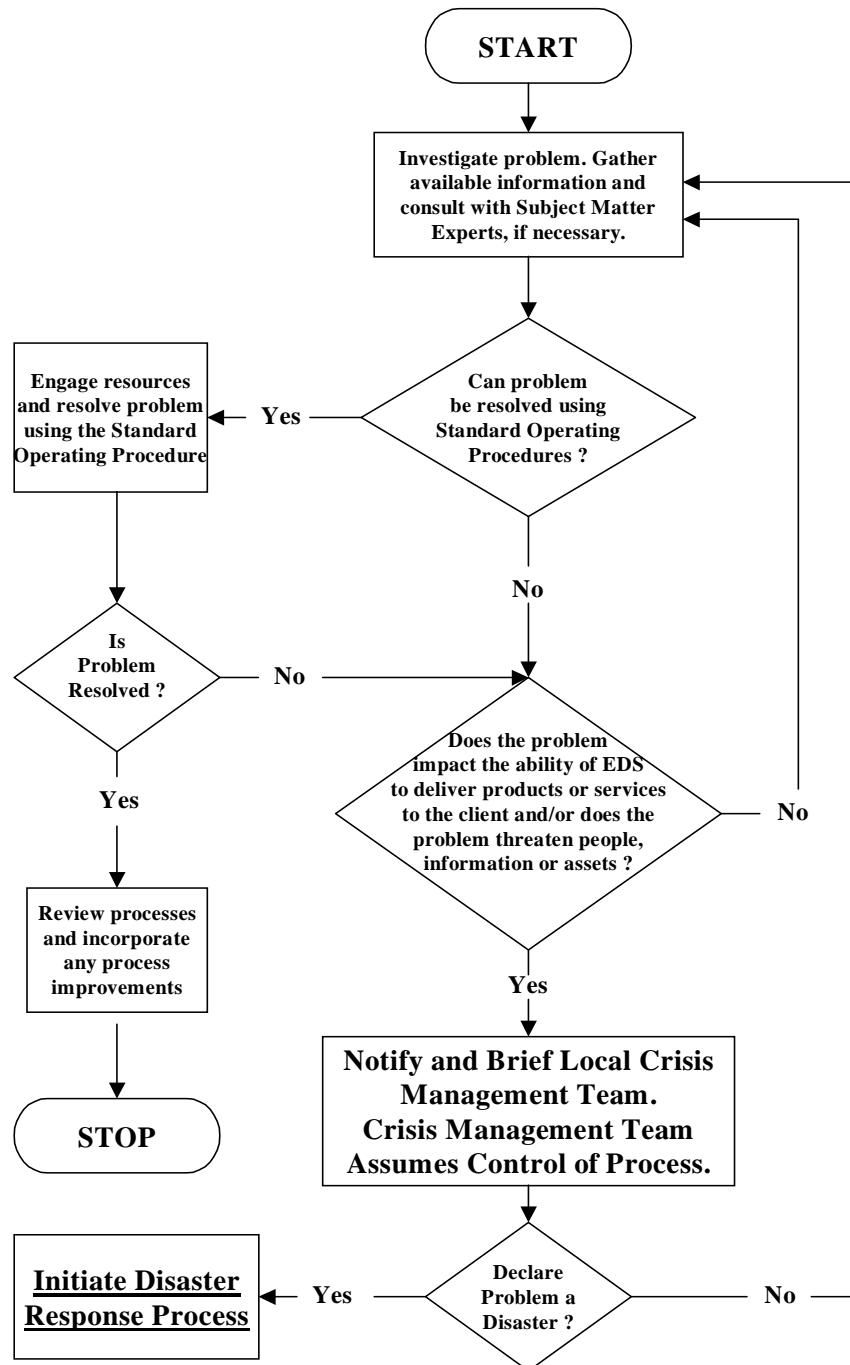 START
Investigate problem. Gather
available information and
consult with Subject Matter
Experts, if necessary.
Can problem
be resolved using
Standard Operating
Procedures ?
Yes
Engage resources
and resolve problem
using the Standard
Operating Procedure
No
Is
Problem
Resolved ?
No
Yes
Does the problem
impact the ability of EDS
to deliver products or services
to the client and/or does the
problem threaten people,
information or assets ?
No
Review processes
and incorporate
any process
improvements
Yes
STOP
Notify and Brief Local Crisis
Management Team.
Crisis Management Team
Assumes Control of Process.
Declare
Problem a
Disaster ?
Yes
No
Initiate Disaster
Response Process